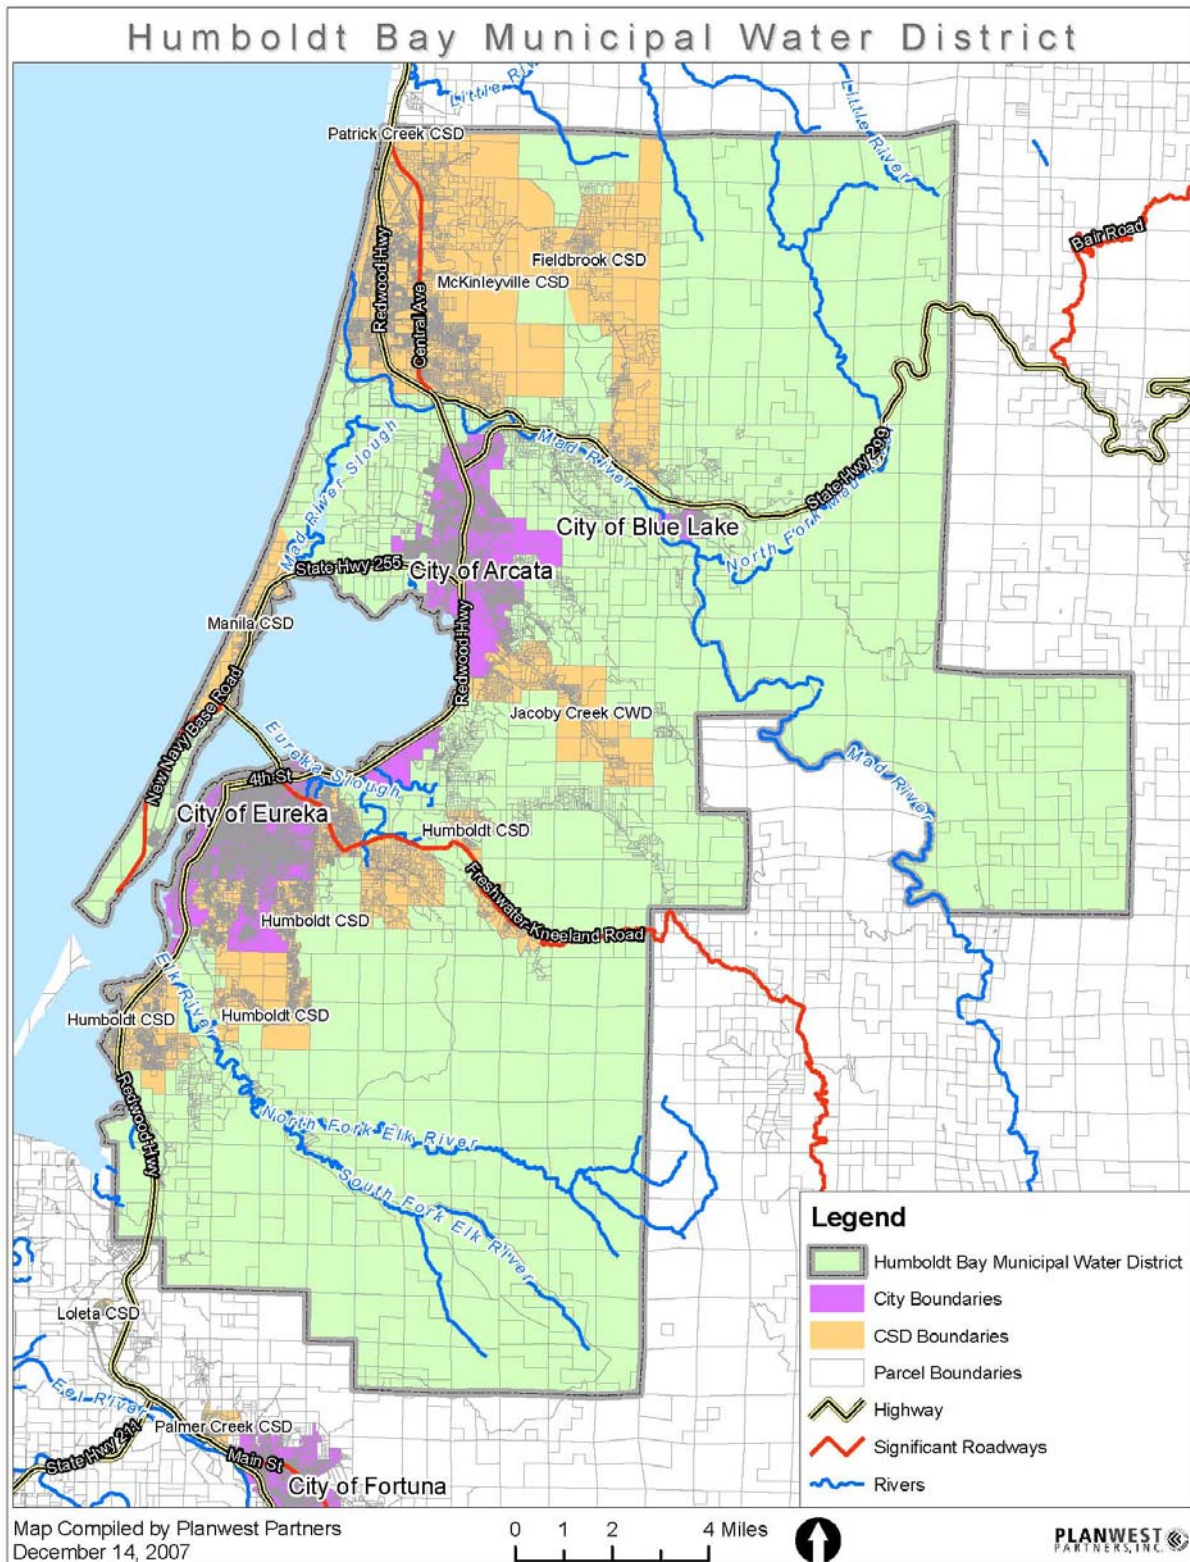 Humboldt Bay Municipal Water District
Little River
Little River
Patrick Creek CSD
Bair Road
Fieldbrook CSD
McKinleyville CSD
Redwood Hwy
Central Ave
Mad River
State Hwy 299
Mad River Slough
City of Blue Lake
North Fork Mad River
State Hwy 255
City of Arcata
Manila CSD
Redwood Hwy
New Navy Base Road
Jacoby Creek CWD
Eureka Slough
Mad River
4th St
City of Eureka
Humboldt CSD
Freshwater-Kneeland Road
Humboldt CSD
Elk River
Humboldt CSD
Humboldt CSD
Redwood Hwy
North Fork Elk River
South Fork Elk River
Loleta CSD
Eel River
Palmer Creek CSD
State Hwy 211
Main St
City of Fortuna
Legend
Humboldt Bay Municipal Water District
City Boundaries
CSD Boundaries
Parcel Boundaries
Highway
Significant Roadways
Rivers
Map Compiled by Planwest Partners
December 14, 2007
0 1 2 4 Miles
PLANWEST
PARTNERS, INC.